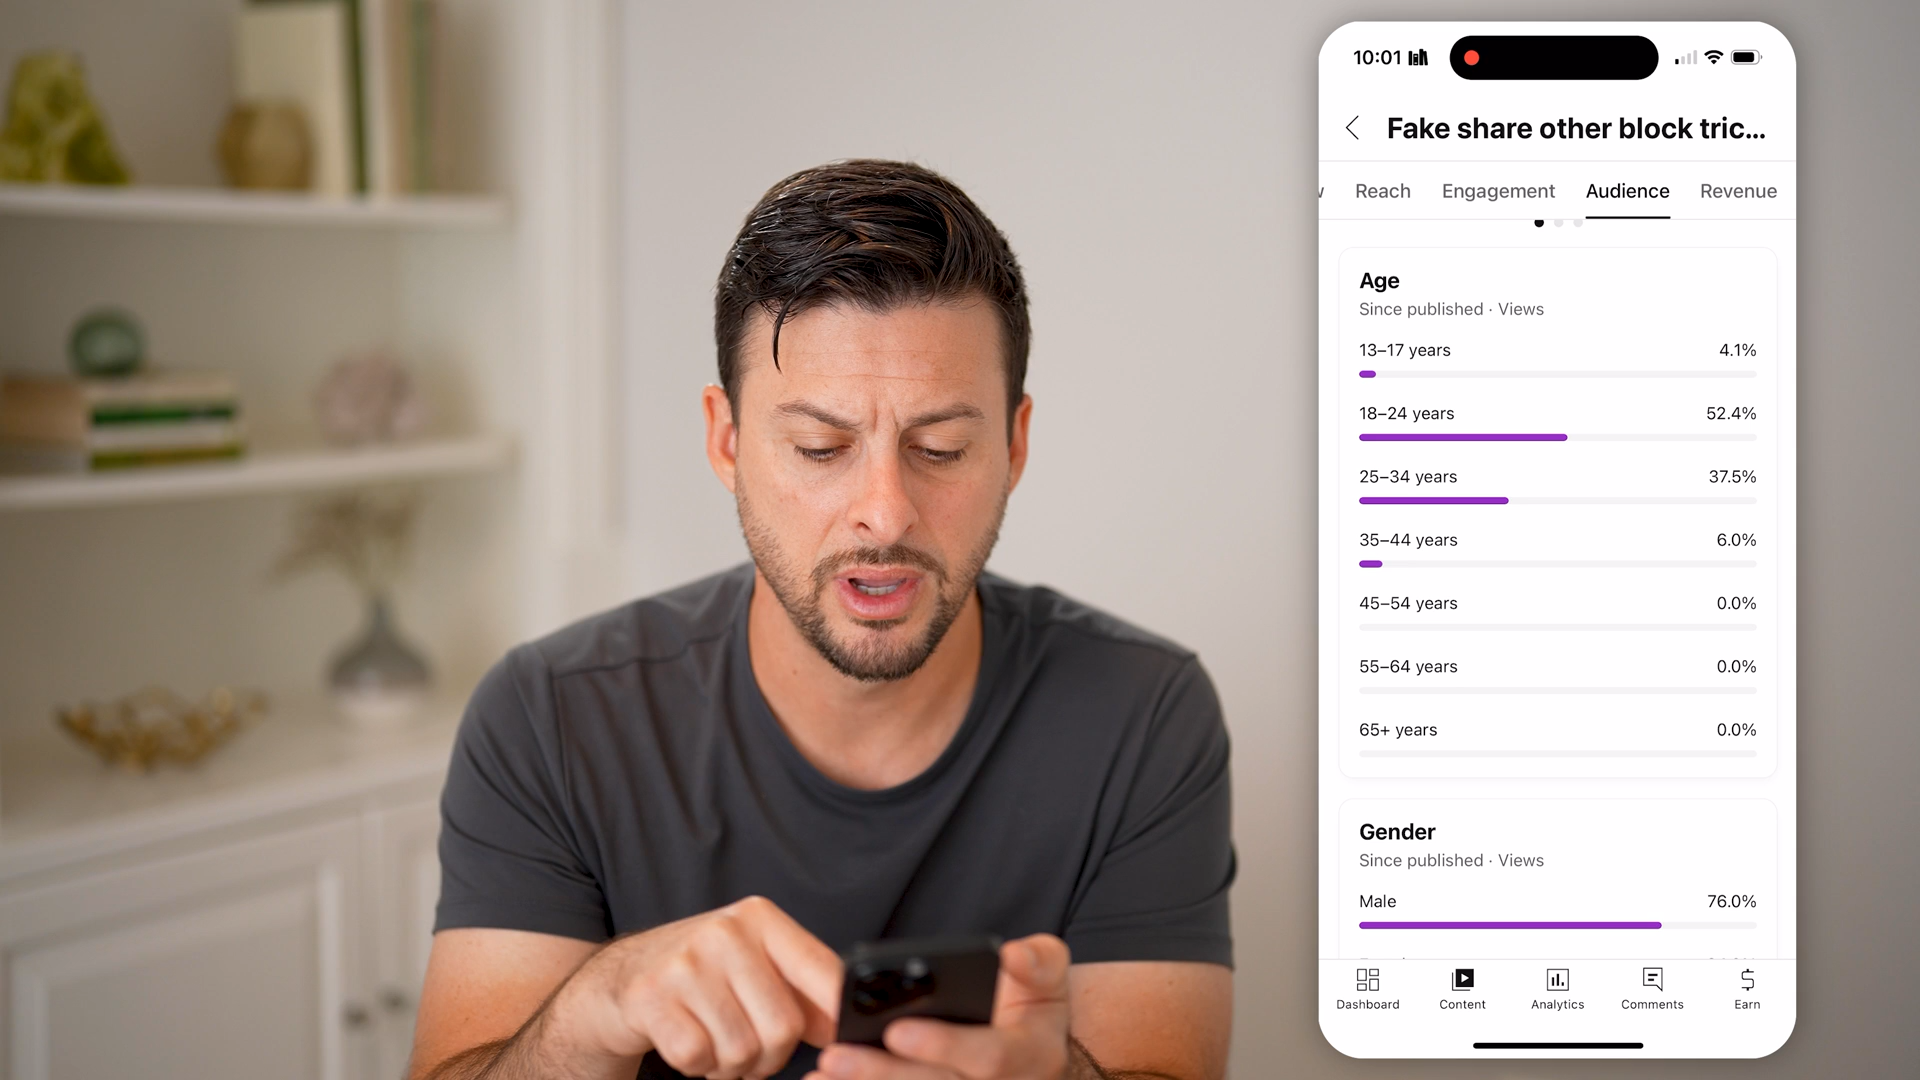 10:01
Fake share other block tric...
Reach Engagement Audience Revenue
Age
Since published · Views
13–17 years 4.1%
18–24 years 52.4%
25–34 years 37.5%
35–44 years 6.0%
45–54 years 0.0%
55–64 years 0.0%
65+ years 0.0%
Gender
Since published · Views
Male 76.0%
Dashboard Content Analytics Comments Earn